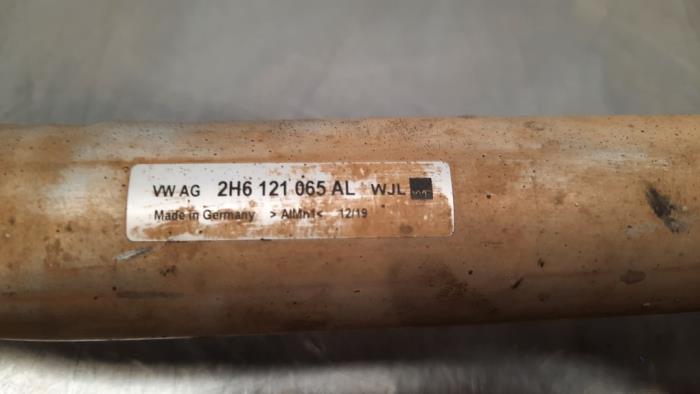 VW AG 2H6 121 065 AL WJL
Made in Germany >AlMn1< 12/19